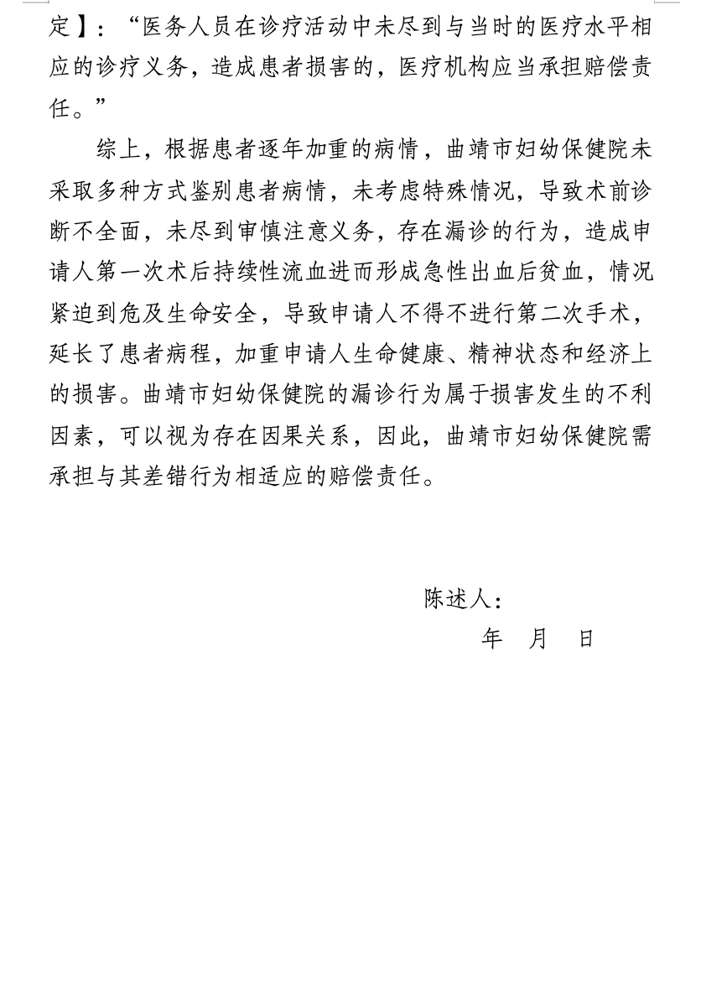 定】：“医务人员在诊疗活动中未尽到与当时的医疗水平相
应的诊疗义务，造成患者损害的，医疗机构应当承担赔偿责
任。”
综上，根据患者逐年加重的病情，曲靖市妇幼保健院未
采取多种方式鉴别患者病情，未考虑特殊情况，导致术前诊
断不全面，未尽到审慎注意义务，存在漏诊的行为，造成申
请人第一次术后持续性流血进而形成急性出血后贫血，情况
紧迫到危及生命安全，导致申请人不得不进行第二次手术，
延长了患者病程，加重申请人生命健康、精神状态和经济上
的损害。曲靖市妇幼保健院的漏诊行为属于损害发生的不利
因素，可以视为存在因果关系，因此，曲靖市妇幼保健院需
承担与其差错行为相适应的赔偿责任。
陈述人：
年 月 日